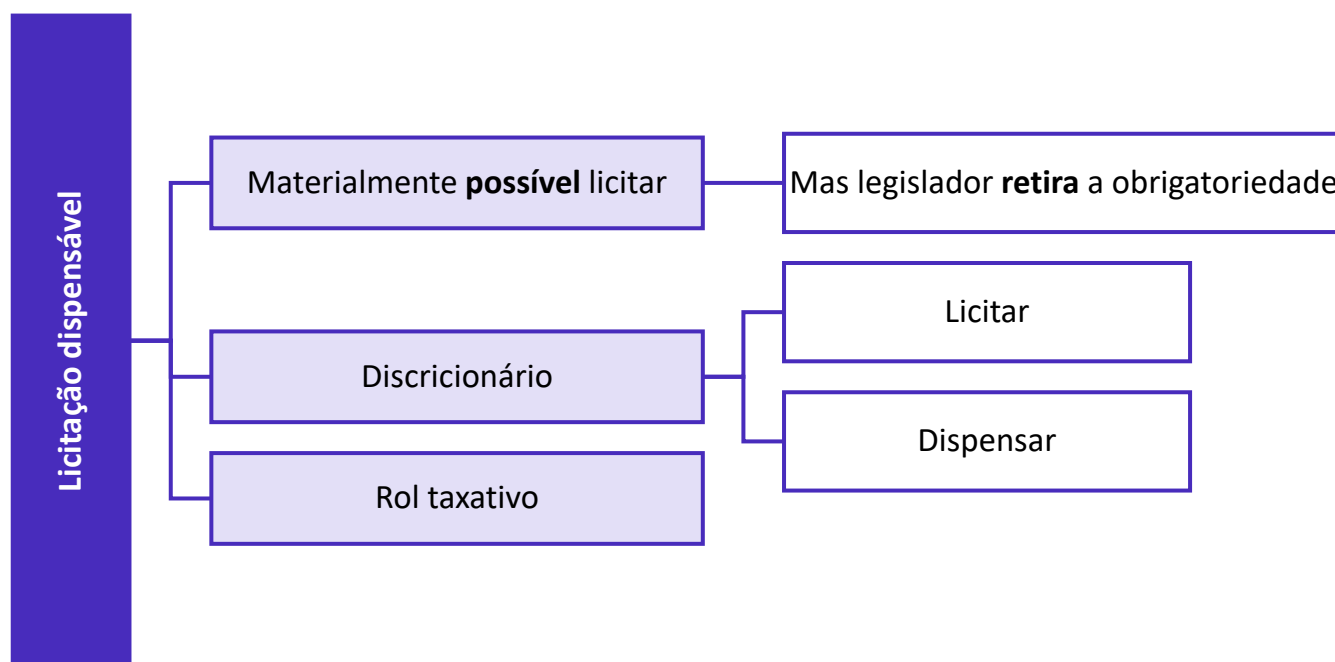 Licitação dispensável
Materialmente possível licitar
Mas legislador retira a obrigatoriedade
Discricionário
Licitar
Dispensar
Rol taxativo